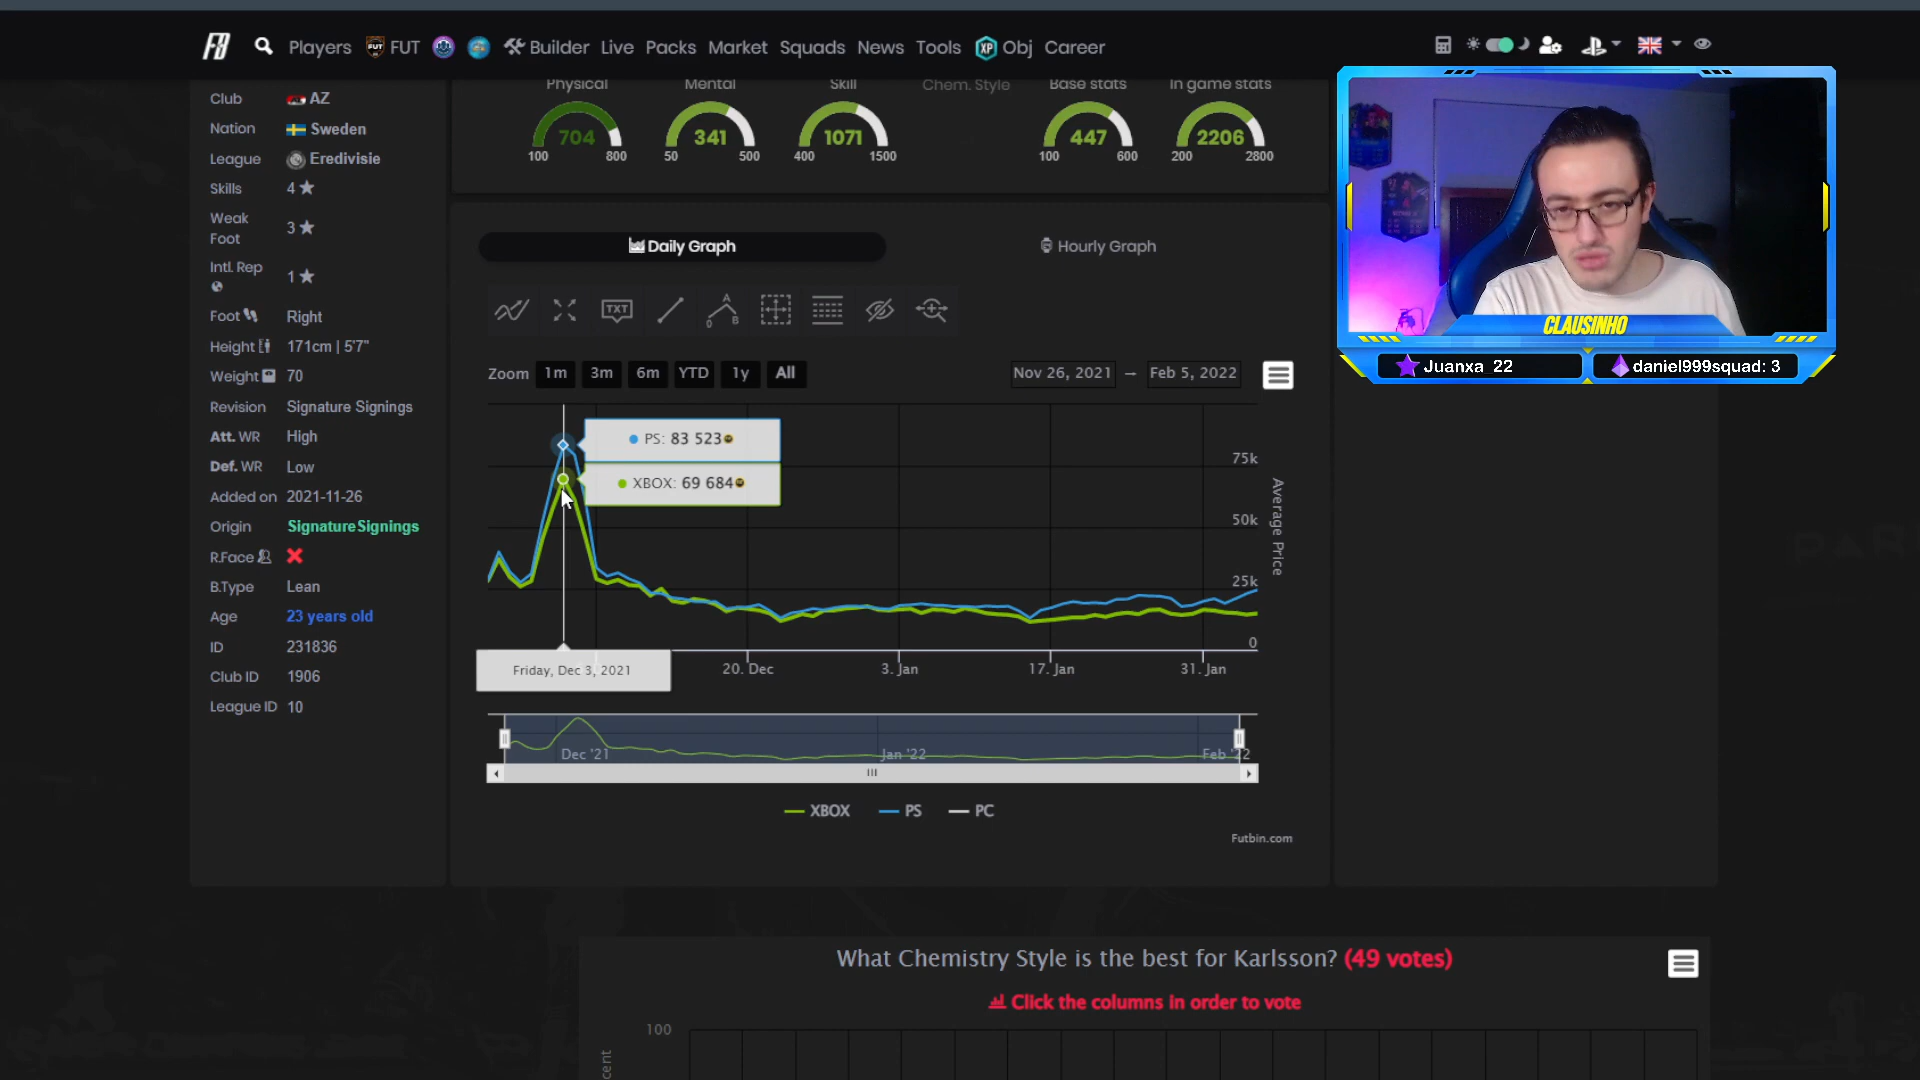 F8 Players FUT Builder Live Packs Market Squads News Tools XP Obj Career
Club AZ
Nation Sweden
League Eredivisie
Skills 4
Weak Foot 3
Intl. Rep 1
Foot Right
Height 171cm | 5'7"
Weight 70
Revision Signature Signings
Att. WR High
Def. WR Low
Added on 2021-11-26
Origin SignatureSignings
R.Face
B.Type Lean
Age 23 years old
ID 231836
Club ID 1906
League ID 10
Physical Mental Skill Chem. Style Base stats In game stats
704 341 1071 447 2206
100 800 50 500 400 1500 100 600 200 2800
Daily Graph Hourly Graph
TXT A 0 B
Zoom 1m 3m 6m YTD 1y All Nov 26, 2021 → Feb 5, 2022
PS: 83 523
XBOX: 69 684
75k
50k
25k
0
Average Price
Friday, Dec 3, 2021 20. Dec 3. Jan 17. Jan 31. Jan
Dec '21 Jan '22 Feb '22
XBOX PS PC
Futbin.com
What Chemistry Style is the best for Karlsson? (49 votes)
Click the columns in order to vote
100
CLAUSINHO
Juanxa_22 daniel999squad: 3